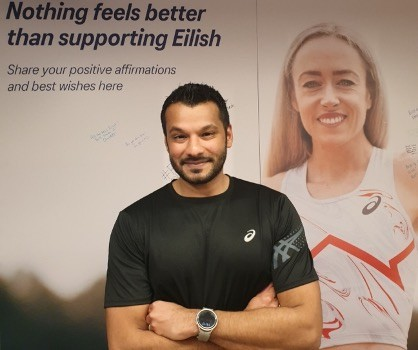 Nothing feels better
than supporting Eilish
Share your positive affirmations
and best wishes here